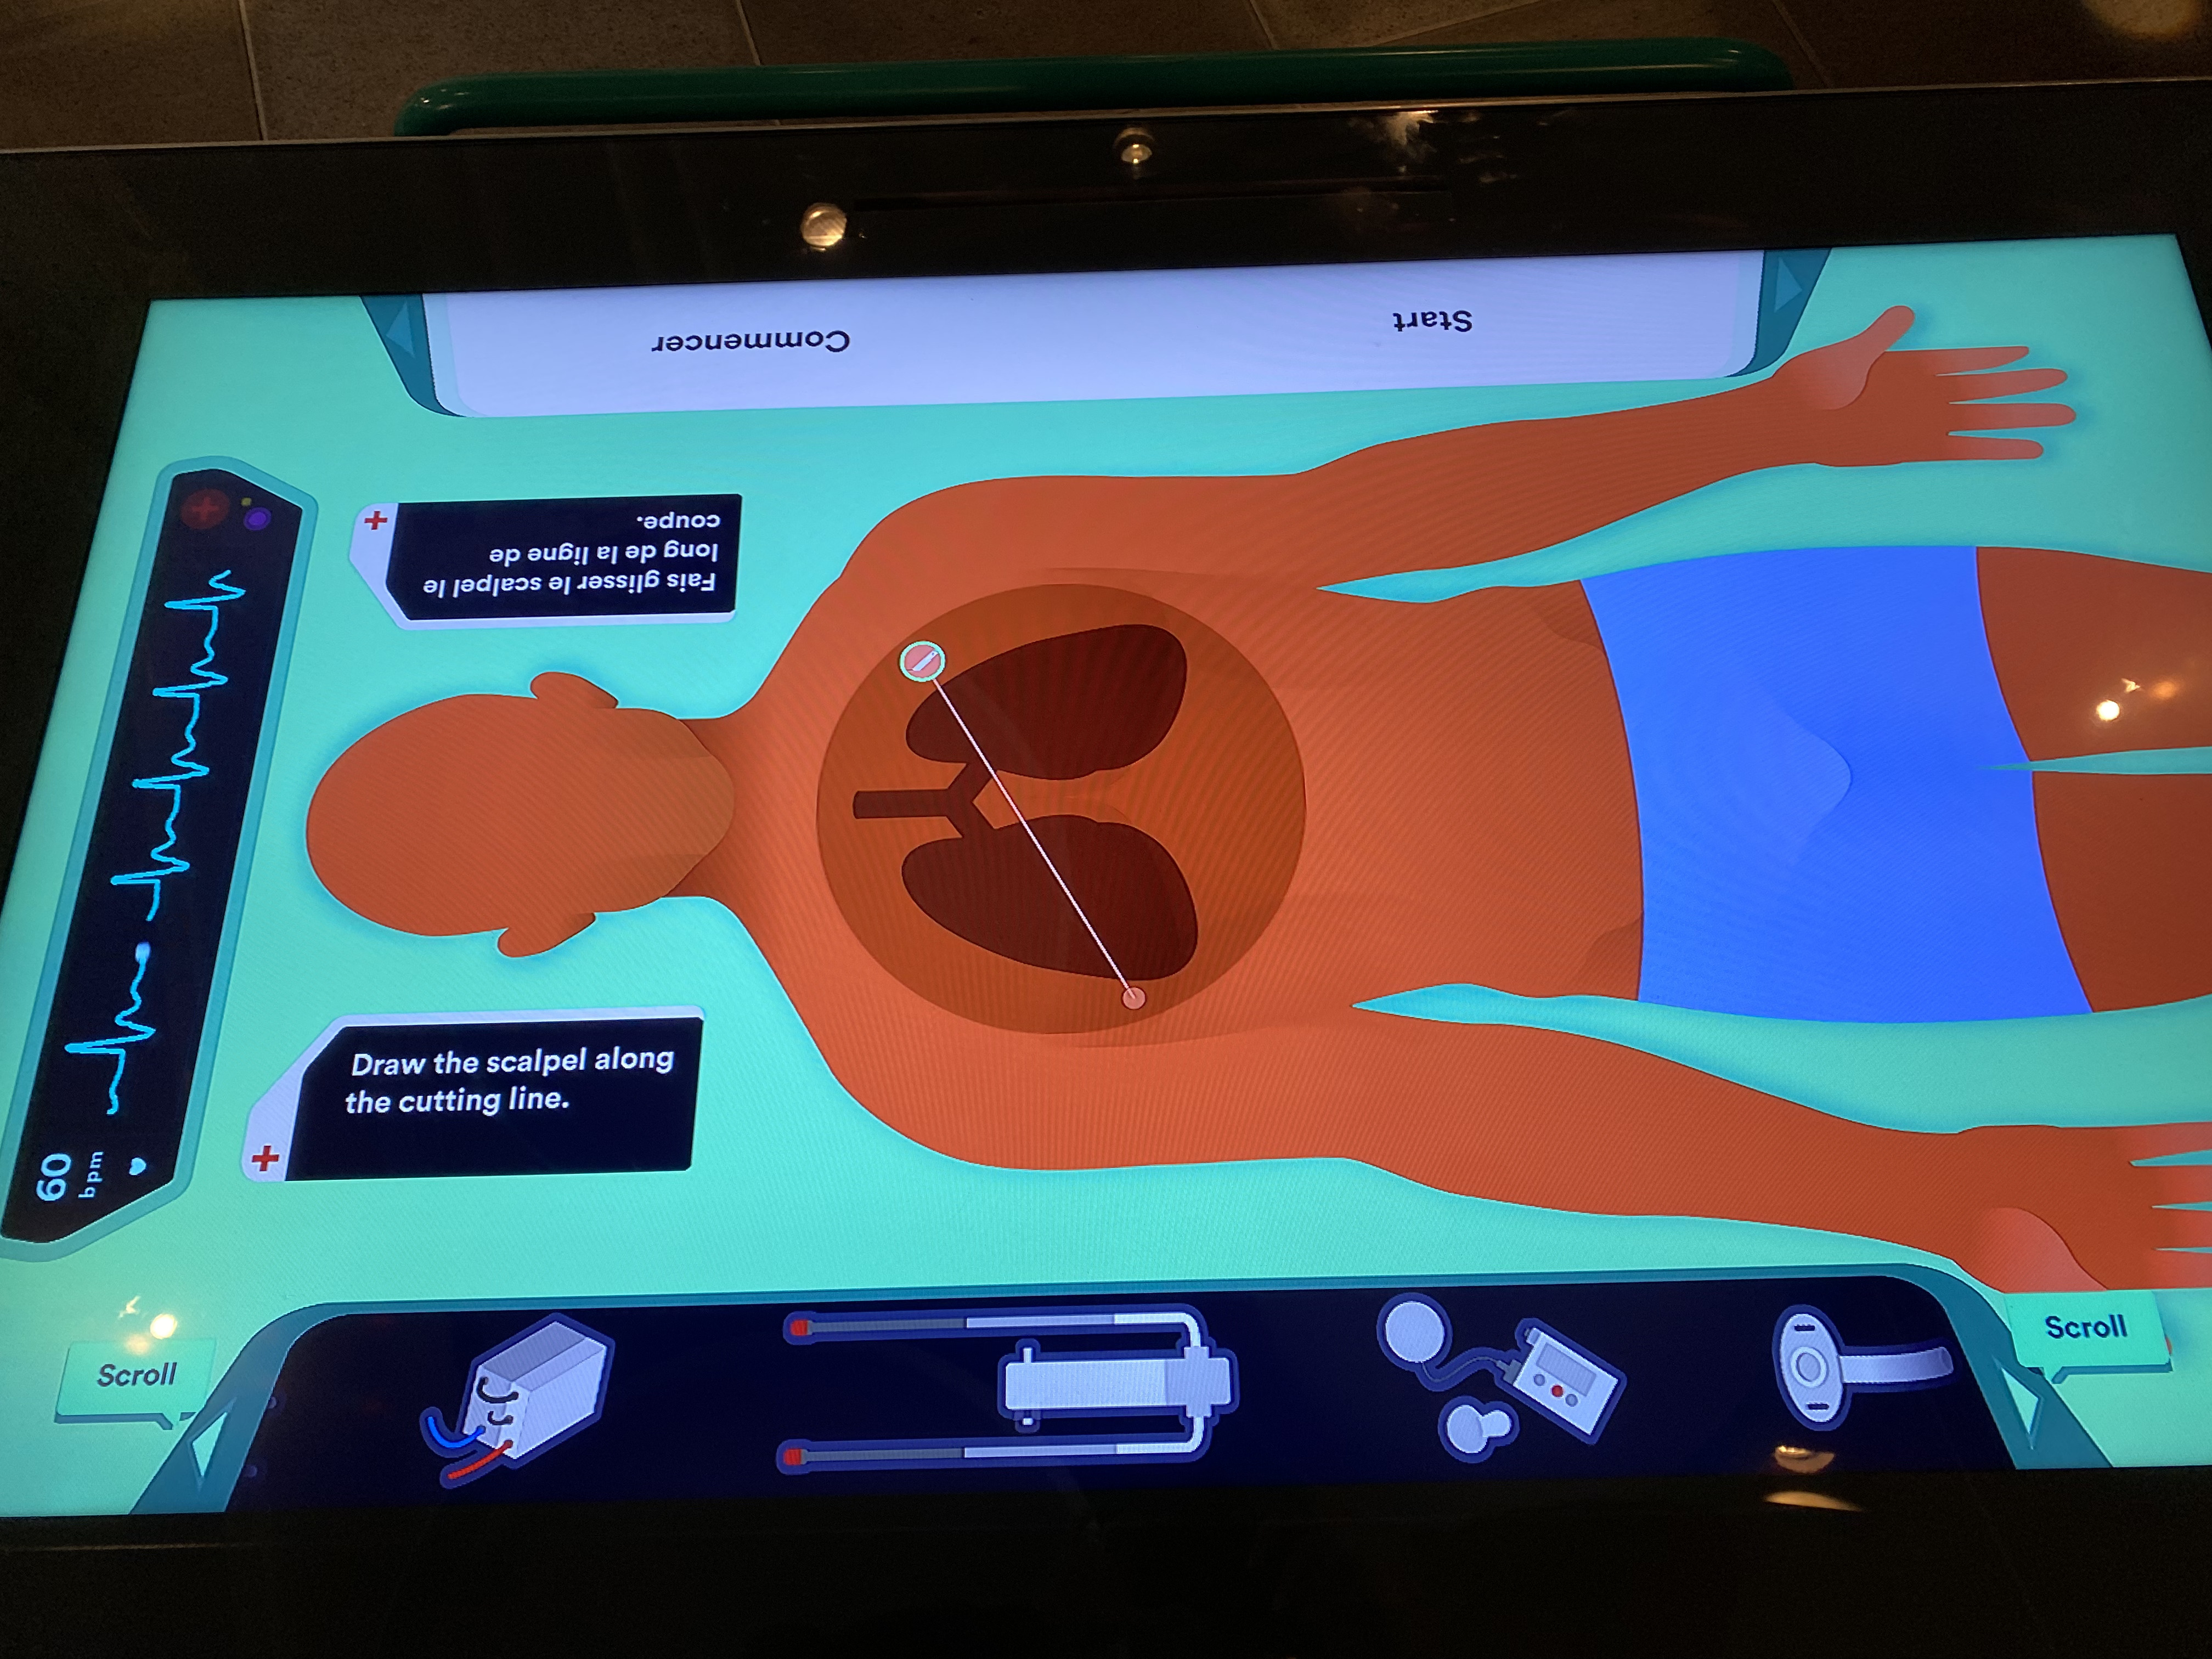 Commencer
Start
Fais glisser le scalpel le
long de la ligne de
coupe.
Draw the scalpel along
the cutting line.
60
bpm
Scroll
Scroll